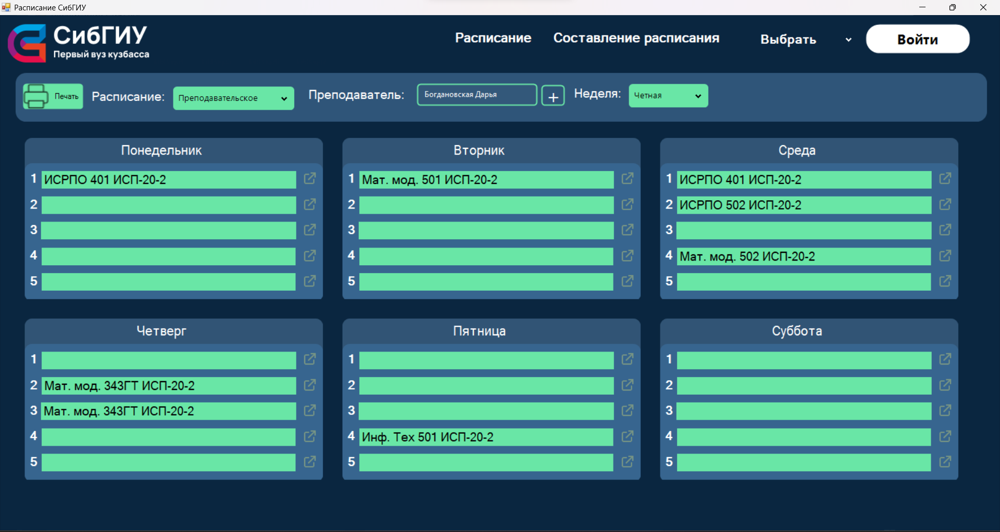 Расписание СибГИУ
СибГИУ
Первый вуз кузбасса
Расписание Составление расписания Выбрать Войти
Печать Расписание: Преподавательское Преподаватель: Богдановская Дарья + Неделя: Четная
Понедельник
1 ИСРПО 401 ИСП-20-2
2
3
4
5
Вторник
1 Мат. мод. 501 ИСП-20-2
2
3
4
5
Среда
1 ИСРПО 401 ИСП-20-2
2 ИСРПО 502 ИСП-20-2
3
4 Мат. мод. 502 ИСП-20-2
5
Четверг
1
2 Мат. мод. 343ГТ ИСП-20-2
3 Мат. мод. 343ГТ ИСП-20-2
4
5
Пятница
1
2
3
4 Инф. Тех 501 ИСП-20-2
5
Суббота
1
2
3
4
5